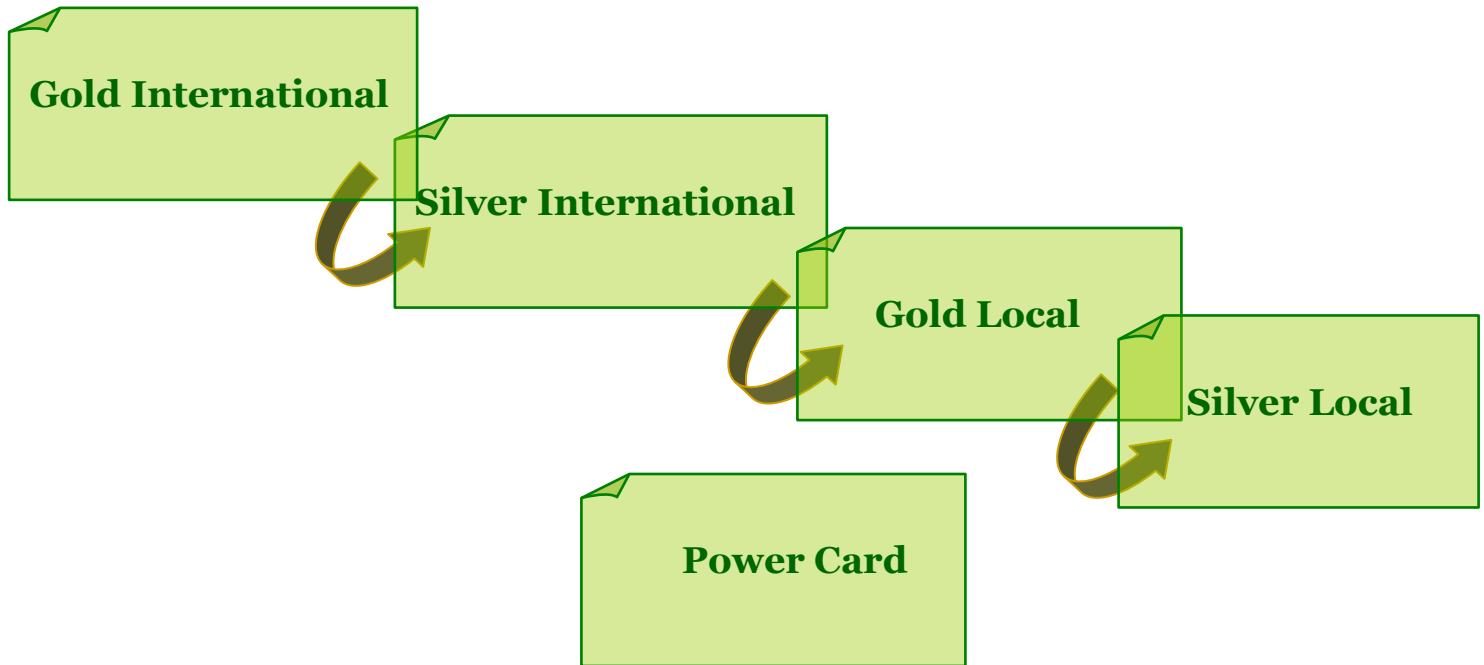 Gold International
Silver International
Gold Local
Silver Local
Power Card